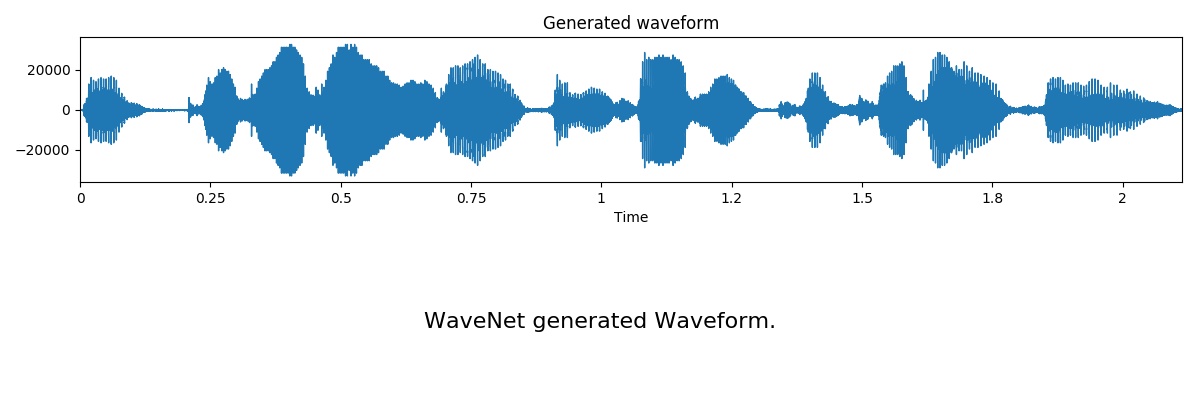 Generated waveform
20000
0
−20000
0 0.25 0.5 0.75 1 1.2 1.5 1.8 2
Time
WaveNet generated Waveform.